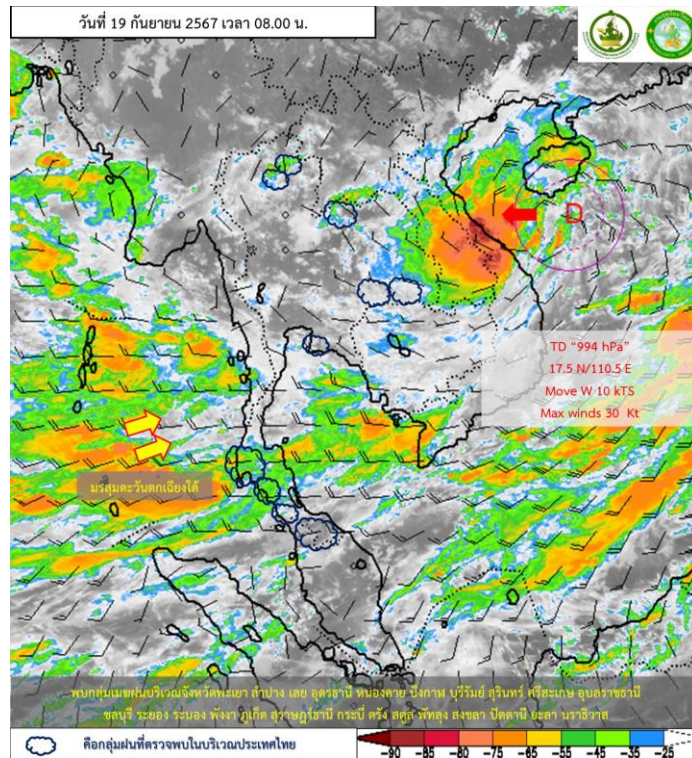 วันที่ 19 กันยายน 2567 เวลา 08.00 น.
D
TD "994 hPa"
17.5 N/110.5 E
Move W 10 kTS
Max winds 30 Kt
มรสุมตะวันตกเฉียงใต้
พบกลุ่มเมฆฝนบริเวณจังหวัดพะเยา ลำปาง เลย อุดรธานี หนองคาย บึงกาฬ บุรีรัมย์ สุรินทร์ ศรีสะเกษ อุบลราชธานี
ชลบุรี ระยอง ระนอง พังงา ภูเก็ต สุราษฎร์ธานี กระบี่ ตรัง สตูล พัทลุง สงขลา ปัตตานี ยะลา นราธิวาส
คือกลุ่มฝนที่ตรวจพบในบริเวณประเทศไทย
-90 -85 -80 -75 -70 -65 -55 -45 -35 -25